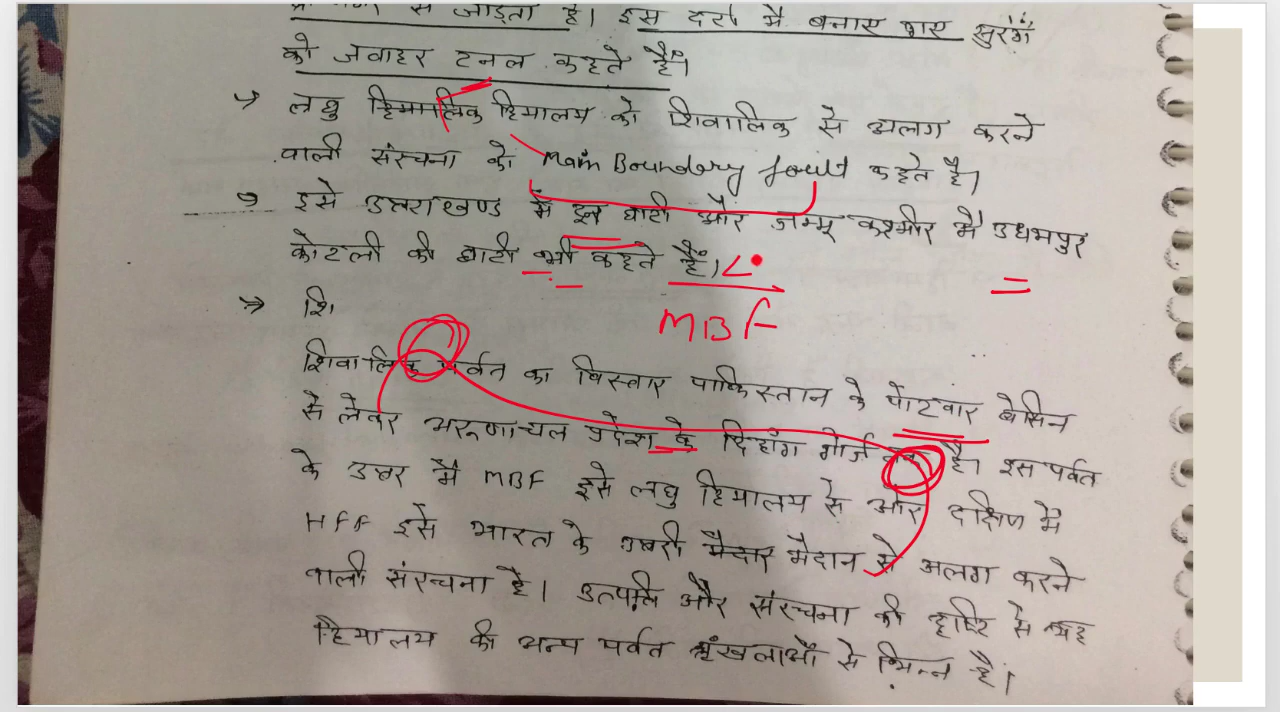 से जोड़ता है। इस दर्रा में बनाए गए सुरंग
को जवाहर टनल कहते हैं।
→ लघु हिमालिक हिमालय को शिवालिक से अलग करने
वाली संरचना को Main Boundary fault कहते है।
→ इसे उत्तराखण्ड में दून घाटी और जम्मू कश्मीर में उधमपुर
कोटली की घाटी भी कहते हैं।
MBF
→ शि
शिवालिक पर्वत का विस्तार पाकिस्तान के पोटवार बेसिन
से लेकर अरूणाचल प्रदेश के दिहांग गॉर्ज तक है। इस पर्वत
के उत्तर में MBF इसे लघु हिमालय से और दक्षिण में
HFF इसे भारत के उत्तरी मैदान से अलग करने
वाली संरचना है। उत्पत्ति और संरचना की दृष्टि से यह
हिमालय की अन्य पर्वत श्रृंखलाओं से भिन्न है।